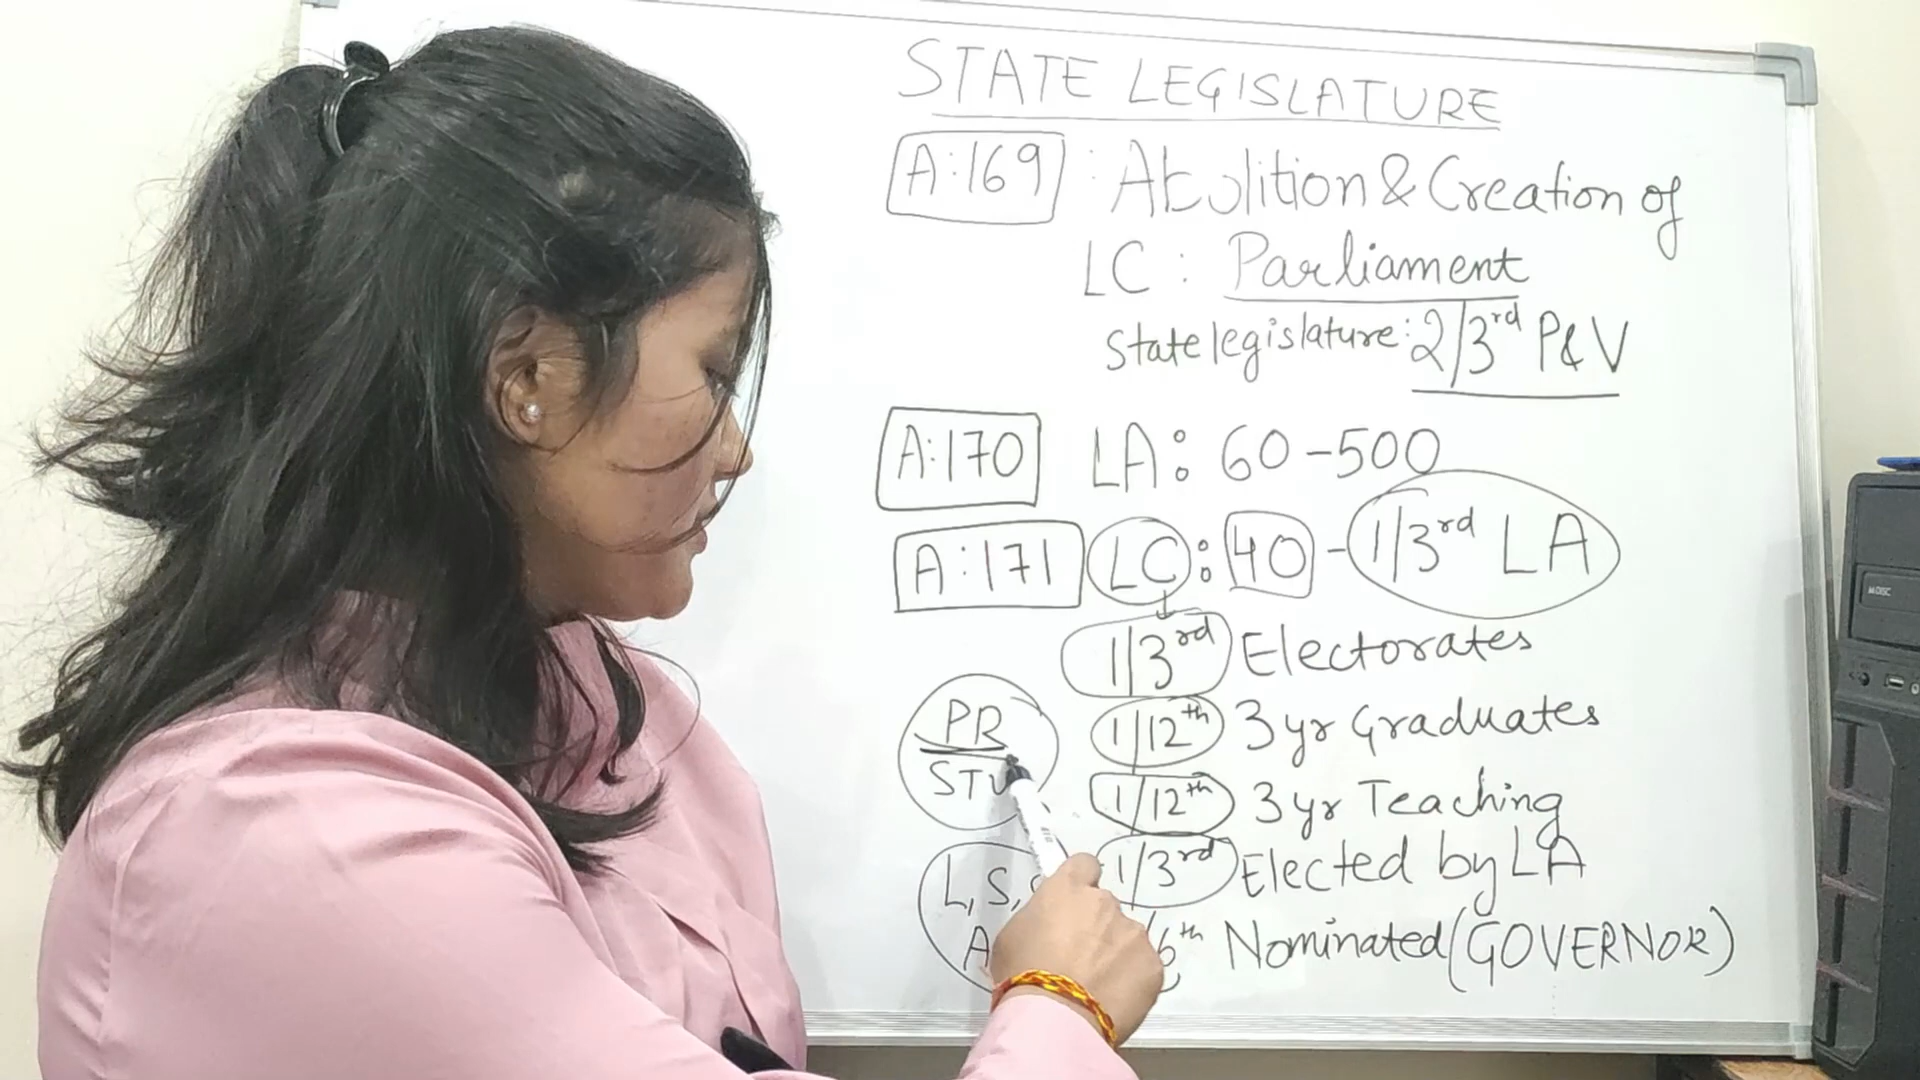 STATE LEGISLATURE
A:169 : Abolition & Creation of
LC : Parliament
State legislature: 2/3rd P&V
A:170 LA: 60-500
A:171 LC: 40 - 1/3rd LA
1/3rd Electorates
PR 1/12th 3 yr Graduates
1/12th 3 yr Teaching
L, S, 1/3rd Elected by LA
A /6th Nominated (GOVERNOR)
M.DISC